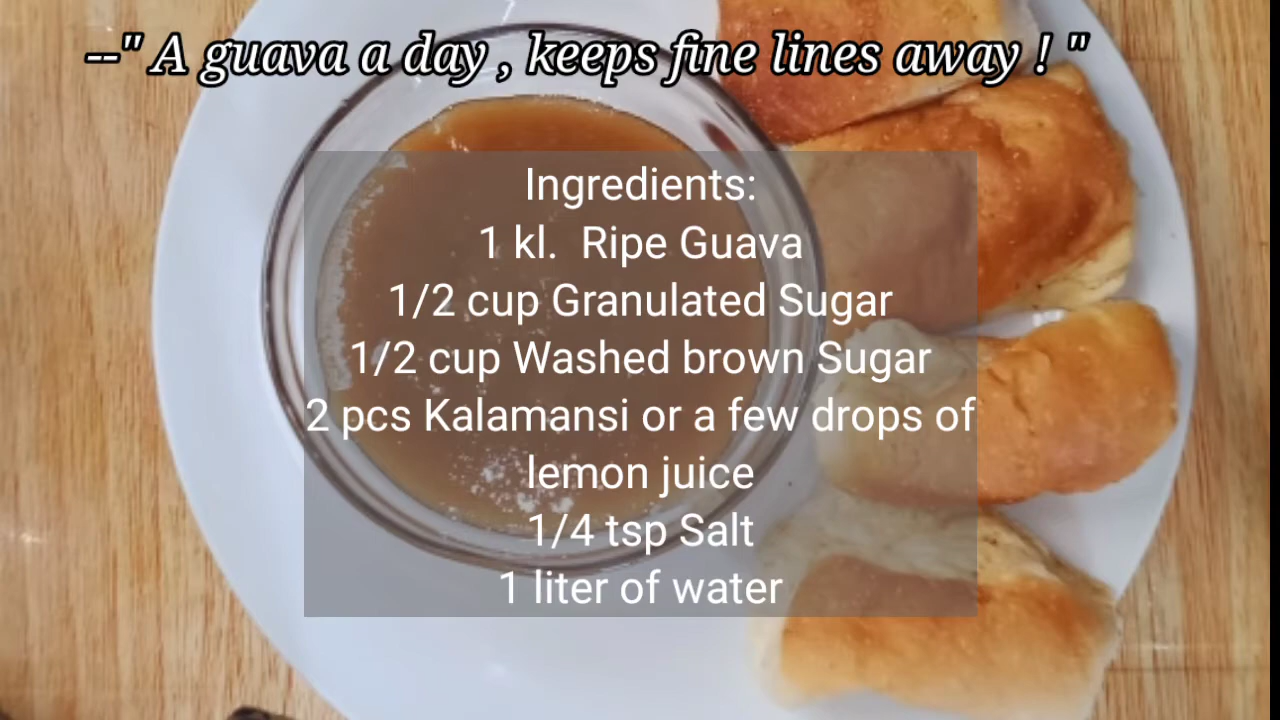 --" A guava a day , keeps fine lines away ! "
Ingredients:
1 kl.  Ripe Guava
1/2 cup Granulated Sugar
1/2 cup Washed brown Sugar
2 pcs Kalamansi or a few drops of
lemon juice
1/4 tsp Salt
1 liter of water